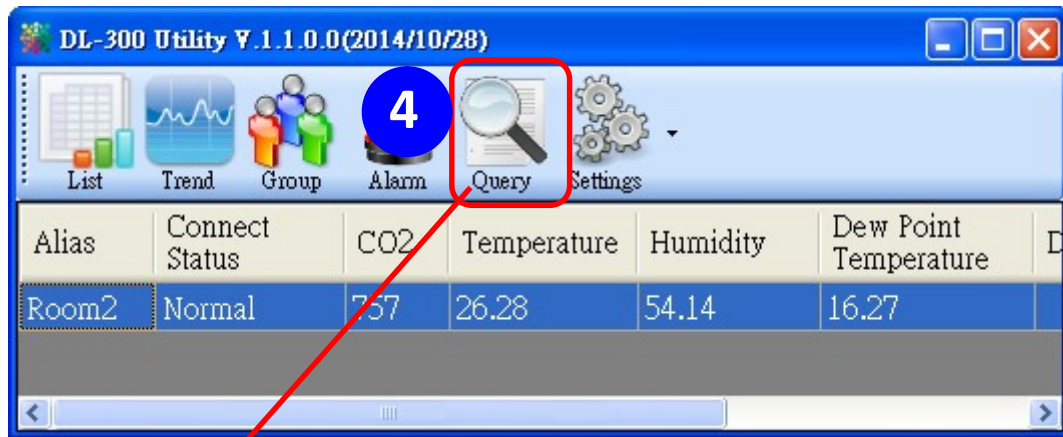 DL-300 Utility V.1.1.0.0(2014/10/28)
4
List Trend Group Alarm Query Settings
Alias Connect Status CO2 Temperature Humidity Dew Point Temperature D
Room2 Normal 757 26.28 54.14 16.27